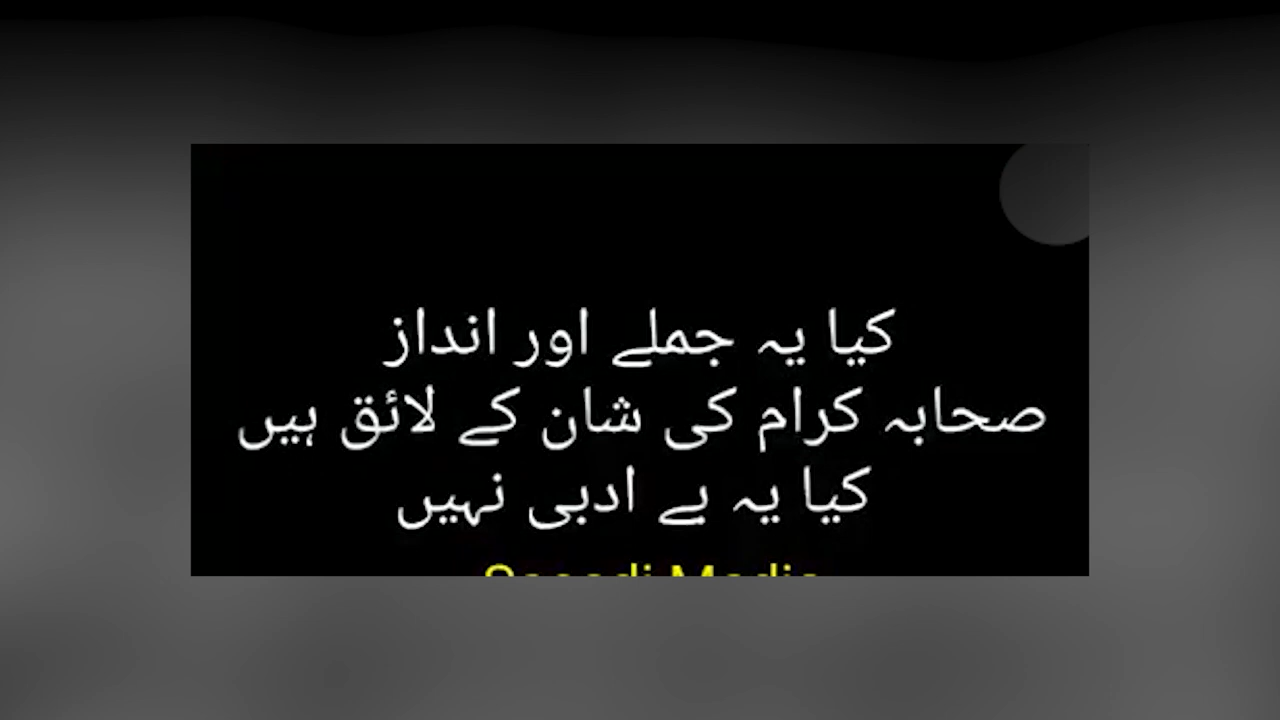 کیا یہ جملے اور انداز
صحابہ کرام کی شان کے لائق ہیں
کیا یہ بے ادبی نہیں